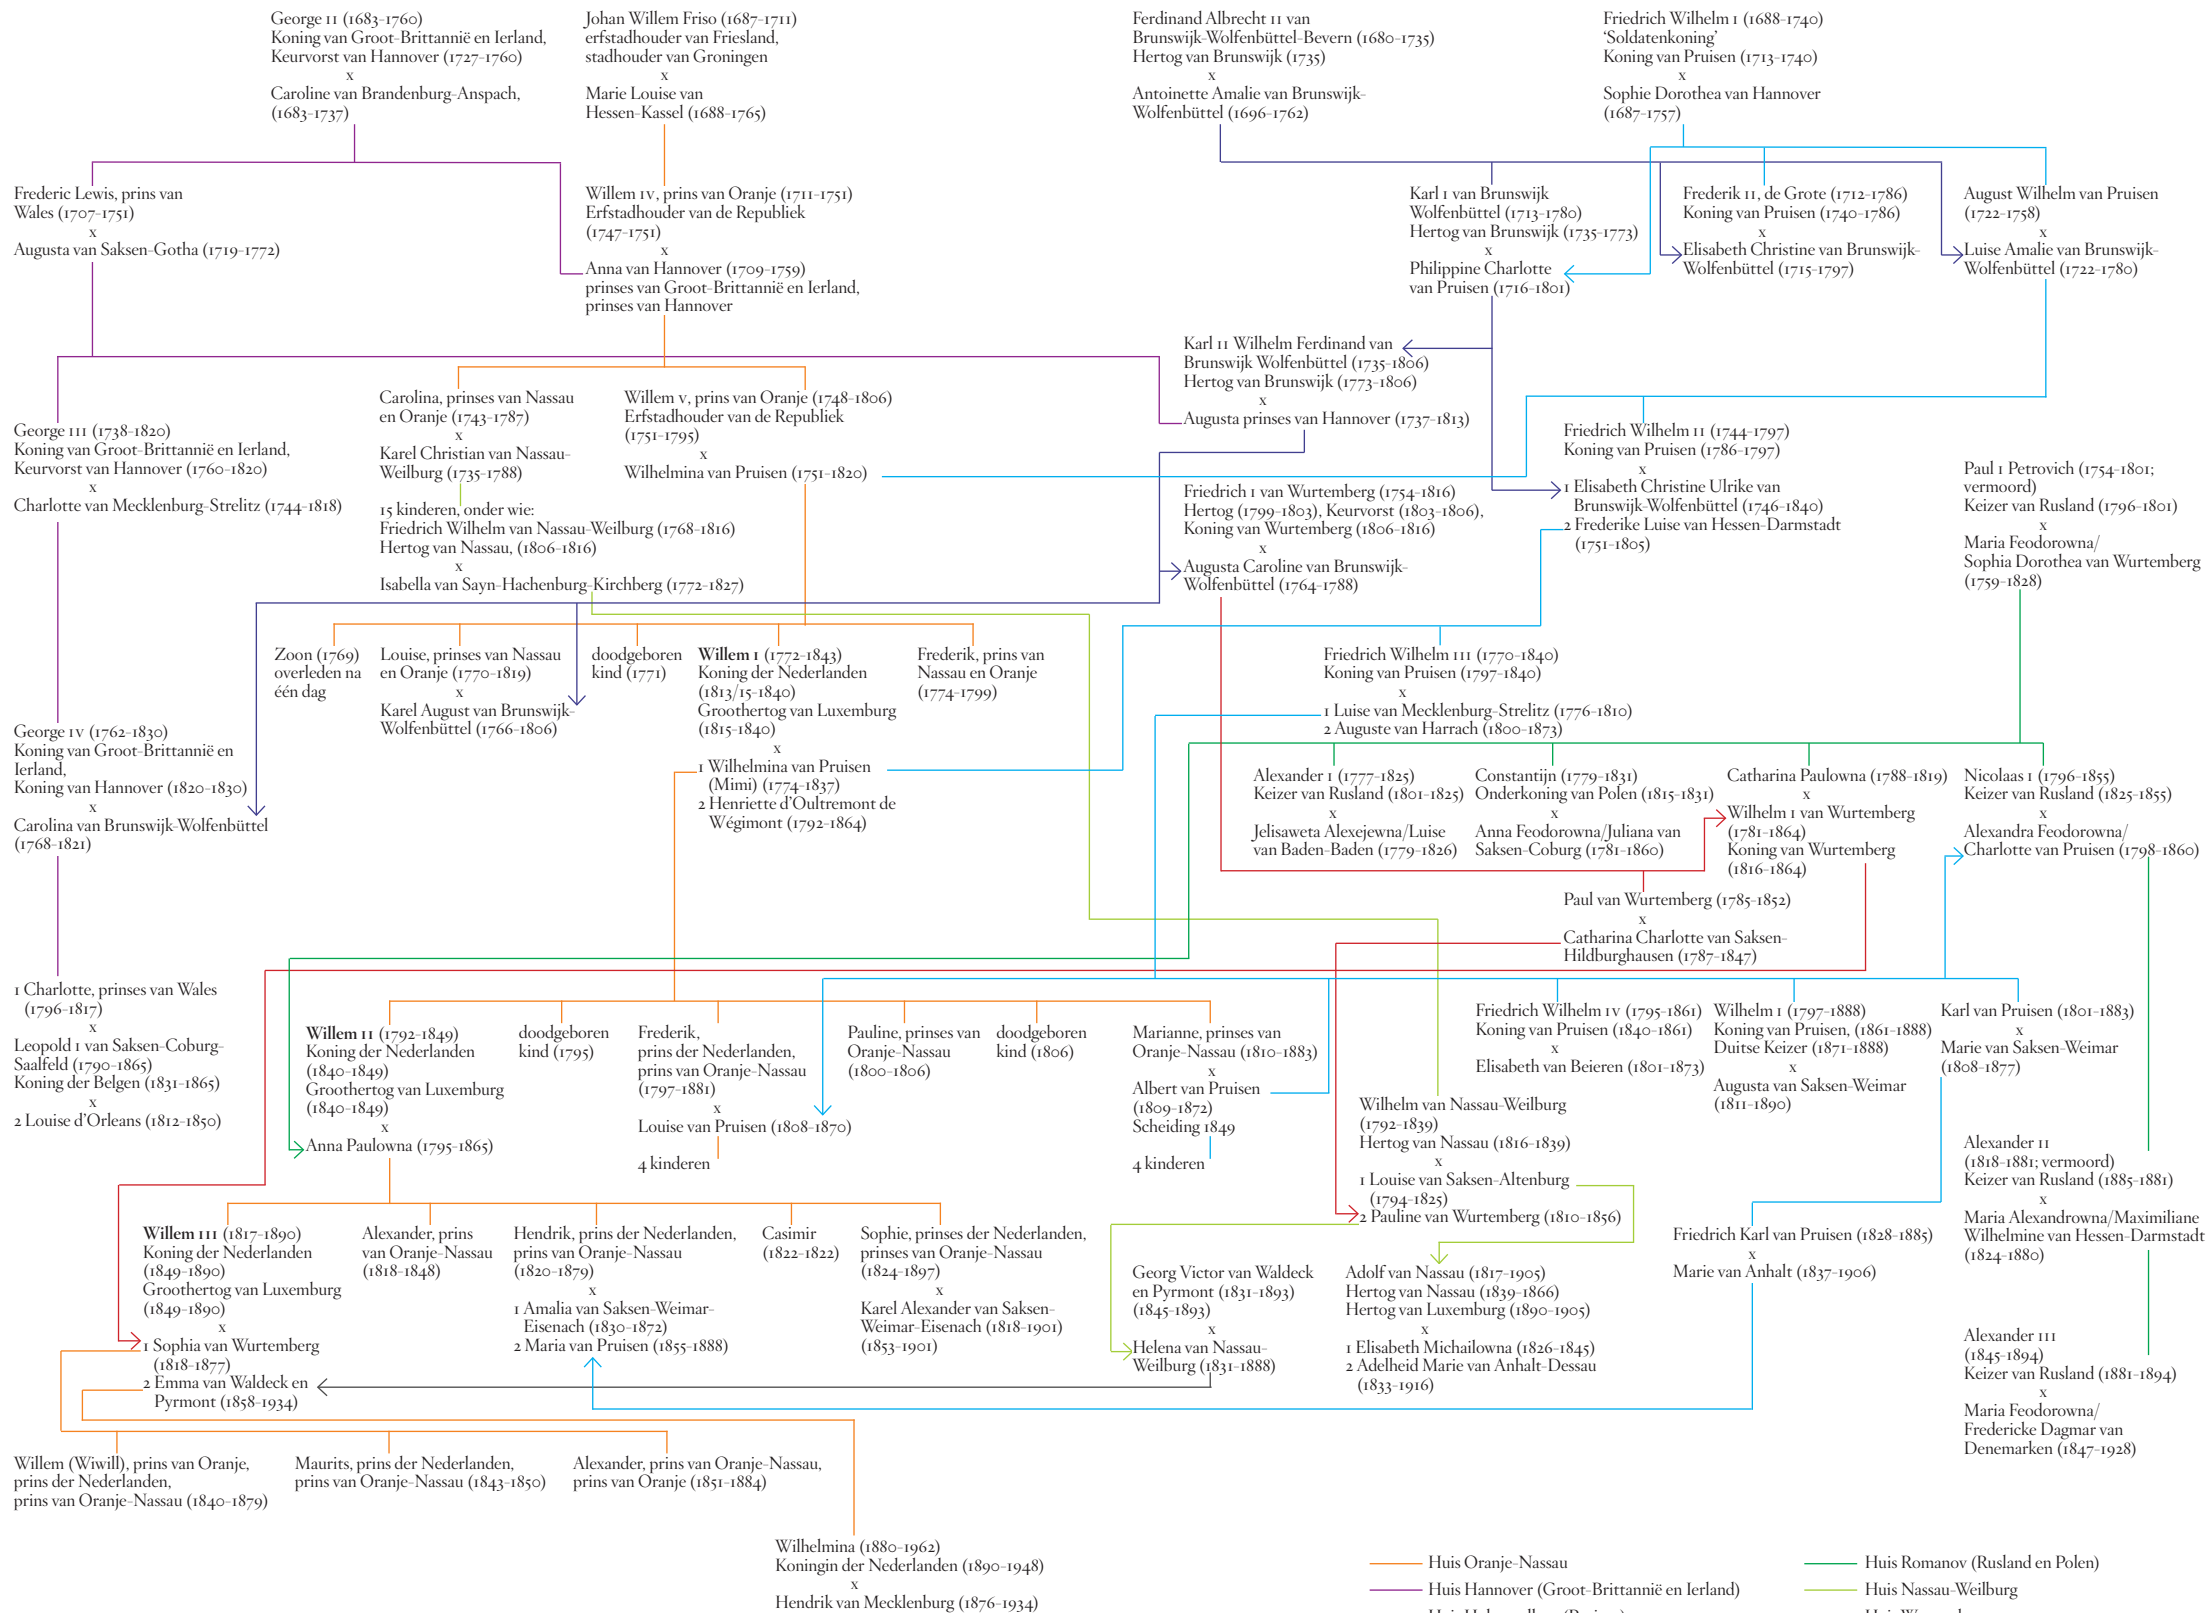 George II (1683-1760)
Koning van Groot-Brittannië en Ierland,
Keurvorst van Hannover (1727-1760)
x
Caroline van Brandenburg-Anspach,
(1683-1737)
Johan Willem Friso (1687-1711)
erfstadhouder van Friesland,
stadhouder van Groningen
x
Marie Louise van
Hessen-Kassel (1688-1765)
Ferdinand Albrecht II van
Brunswijk-Wolfenbüttel-Bevern (1680-1735)
Hertog van Brunswijk (1735)
x
Antoinette Amalie van Brunswijk-
Wolfenbüttel (1696-1762)
Friedrich Wilhelm I (1688-1740)
‘Soldatenkoning’
Koning van Pruisen (1713-1740)
x
Sophie Dorothea van Hannover
(1687-1757)
Frederic Lewis, prins van
Wales (1707-1751)
x
Augusta van Saksen-Gotha (1719-1772)
Willem IV, prins van Oranje (1711-1751)
Erfstadhouder van de Republiek
(1747-1751)
x
Anna van Hannover (1709-1759)
prinses van Groot-Brittannië en Ierland,
prinses van Hannover
Karl I van Brunswijk
Wolfenbüttel (1713-1780)
Hertog van Brunswijk (1735-1773)
x
Philippine Charlotte
van Pruisen (1716-1801)
Frederik II, de Grote (1712-1786)
Koning van Pruisen (1740-1786)
x
Elisabeth Christine van Brunswijk-
Wolfenbüttel (1715-1797)
August Wilhelm van Pruisen
(1722-1758)
x
Luise Amalie van Brunswijk-
Wolfenbüttel (1722-1780)
Karl II Wilhelm Ferdinand van
Brunswijk Wolfenbüttel (1735-1806)
Hertog van Brunswijk (1773-1806)
x
Augusta prinses van Hannover (1737-1813)
Carolina, prinses van Nassau
en Oranje (1743-1787)
x
Karel Christian van Nassau-
Weilburg (1735-1788)
15 kinderen, onder wie:
Friedrich Wilhelm van Nassau-Weilburg (1768-1816)
Hertog van Nassau, (1806-1816)
x
Isabella van Sayn-Hachenburg-Kirchberg (1772-1827)
Willem V, prins van Oranje (1748-1806)
Erfstadhouder van de Republiek
(1751-1795)
x
Wilhelmina van Pruisen (1751-1820)
George III (1738-1820)
Koning van Groot-Brittannië en Ierland,
Keurvorst van Hannover (1760-1820)
x
Charlotte van Mecklenburg-Strelitz (1744-1818)
Friedrich Wilhelm II (1744-1797)
Koning van Pruisen (1786-1797)
x
1 Elisabeth Christine Ulrike van
Brunswijk-Wolfenbüttel (1746-1840)
2 Frederike Luise van Hessen-Darmstadt
(1751-1805)
Paul I Petrovich (1754-1801;
vermoord)
Keizer van Rusland (1796-1801)
x
Maria Feodorowna/
Sophia Dorothea van Wurtemberg
(1759-1828)
Friedrich I van Wurtemberg (1754-1816)
Hertog (1799-1803), Keurvorst (1803-1806),
Koning van Wurtemberg (1806-1816)
x
Augusta Caroline van Brunswijk-
Wolfenbüttel (1764-1788)
Zoon (1769)
overleden na
één dag
Louise, prinses van Nassau
en Oranje (1770-1819)
x
Karel August van Brunswijk-
Wolfenbüttel (1766-1806)
doodgeboren
kind (1771)
Willem I (1772-1843)
Koning der Nederlanden
(1813/15-1840)
Groothertog van Luxemburg
(1815-1840)
x
1 Wilhelmina van Pruisen
(Mimi) (1774-1837)
2 Henriette d’Oultremont de
Wégimont (1792-1864)
Frederik, prins van
Nassau en Oranje
(1774-1799)
Friedrich Wilhelm III (1770-1840)
Koning van Pruisen (1797-1840)
x
1 Luise van Mecklenburg-Strelitz (1776-1810)
2 Auguste van Harrach (1800-1873)
George IV (1762-1830)
Koning van Groot-Brittannië en
Ierland,
Koning van Hannover (1820-1830)
x
Carolina van Brunswijk-Wolfenbüttel
(1768-1821)
Alexander I (1777-1825)
Keizer van Rusland (1801-1825)
x
Jelisaweta Alexejewna/Luise
van Baden-Baden (1779-1826)
Constantijn (1779-1831)
Onderkoning van Polen (1815-1831)
x
Anna Feodorowna/Juliana van
Saksen-Coburg (1781-1860)
Catharina Paulowna (1788-1819)
x
Wilhelm I van Wurtemberg
(1781-1864)
Koning van Wurtemberg
(1816-1864)
Nicolaas I (1796-1855)
Keizer van Rusland (1825-1855)
x
Alexandra Feodorowna/
Charlotte van Pruisen (1798-1860)
Paul van Wurtemberg (1785-1852)
x
Catharina Charlotte van Saksen-
Hildburghausen (1787-1847)
1 Charlotte, prinses van Wales
(1796-1817)
x
Leopold I van Saksen-Coburg-
Saalfeld (1790-1865)
Koning der Belgen (1831-1865)
x
2 Louise d’Orleans (1812-1850)
Willem II (1792-1849)
Koning der Nederlanden
(1840-1849)
Groothertog van Luxemburg
(1840-1849)
x
Anna Paulowna (1795-1865)
doodgeboren
kind (1795)
Frederik,
prins der Nederlanden,
prins van Oranje-Nassau
(1797-1881)
x
Louise van Pruisen (1808-1870)
4 kinderen
Pauline, prinses van
Oranje-Nassau
(1800-1806)
doodgeboren
kind (1806)
Marianne, prinses van
Oranje-Nassau (1810-1883)
x
Albert van Pruisen
(1809-1872)
Scheiding 1849
4 kinderen
Friedrich Wilhelm IV (1795-1861)
Koning van Pruisen (1840-1861)
x
Elisabeth van Beieren (1801-1873)
Wilhelm I (1797-1888)
Koning van Pruisen, (1861-1888)
Duitse Keizer (1871-1888)
x
Augusta van Saksen-Weimar
(1811-1890)
Karl van Pruisen (1801-1883)
x
Marie van Saksen-Weimar
(1808-1877)
Wilhelm van Nassau-Weilburg
(1792-1839)
Hertog van Nassau (1816-1839)
x
1 Louise van Saksen-Altenburg
(1794-1825)
2 Pauline van Wurtemberg (1810-1856)
Alexander II
(1818-1881; vermoord)
Keizer van Rusland (1885-1881)
x
Maria Alexandrowna/Maximiliane
Wilhelmine van Hessen-Darmstadt
(1824-1880)
Willem III (1817-1890)
Koning der Nederlanden
(1849-1890)
Groothertog van Luxemburg
(1849-1890)
x
1 Sophia van Wurtemberg
(1818-1877)
2 Emma van Waldeck en
Pyrmont (1858-1934)
Alexander, prins
van Oranje-Nassau
(1818-1848)
Hendrik, prins der Nederlanden,
prins van Oranje-Nassau
(1820-1879)
x
1 Amalia van Saksen-Weimar-
Eisenach (1830-1872)
2 Maria van Pruisen (1855-1888)
Casimir
(1822-1822)
Sophie, prinses der Nederlanden,
prinses van Oranje-Nassau
(1824-1897)
x
Karel Alexander van Saksen-
Weimar-Eisenach (1818-1901)
(1853-1901)
Georg Victor van Waldeck
en Pyrmont (1831-1893)
(1845-1893)
x
Helena van Nassau-
Weilburg (1831-1888)
Adolf van Nassau (1817-1905)
Hertog van Nassau (1839-1866)
Hertog van Luxemburg (1890-1905)
x
1 Elisabeth Michailowna (1826-1845)
2 Adelheid Marie van Anhalt-Dessau
(1833-1916)
Friedrich Karl van Pruisen (1828-1885)
x
Marie van Anhalt (1837-1906)
Alexander III
(1845-1894)
Keizer van Rusland (1881-1894)
x
Maria Feodorowna/
Fredericke Dagmar van
Denemarken (1847-1928)
Willem (Wiwill), prins van Oranje,
prins der Nederlanden,
prins van Oranje-Nassau (1840-1879)
Maurits, prins der Nederlanden,
prins van Oranje-Nassau (1843-1850)
Alexander, prins van Oranje-Nassau,
prins van Oranje (1851-1884)
Wilhelmina (1880-1962)
Koningin der Nederlanden (1890-1948)
x
Hendrik van Mecklenburg (1876-1934)
Huis Oranje-Nassau
Huis Hannover (Groot-Brittannië en Ierland)
Huis Romanov (Rusland en Polen)
Huis Nassau-Weilburg